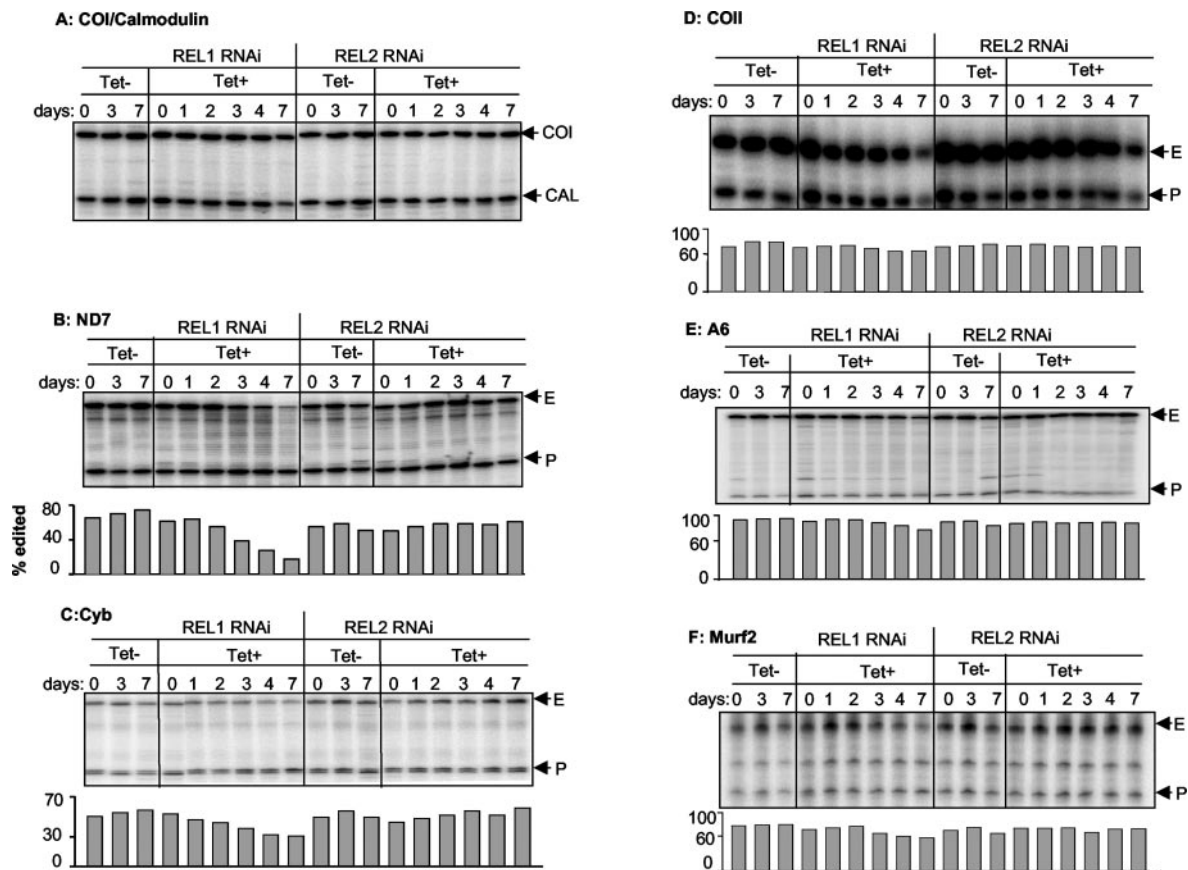 A: COI/Calmodulin
REL1 RNAi REL2 RNAi
Tet- Tet+ Tet- Tet+
days: 0 3 7 0 1 2 3 4 7 0 3 7 0 1 2 3 4 7
COI
CAL
B: ND7
REL1 RNAi REL2 RNAi
Tet- Tet+ Tet- Tet+
days: 0 3 7 0 1 2 3 4 7 0 3 7 0 1 2 3 4 7
E
P
% edited
80
40
0
C:Cyb
REL1 RNAi REL2 RNAi
Tet- Tet+ Tet- Tet+
days: 0 3 7 0 1 2 3 4 7 0 3 7 0 1 2 3 4 7
E
P
70
30
0
D: COII
REL1 RNAi REL2 RNAi
Tet- Tet+ Tet- Tet+
days: 0 3 7 0 1 2 3 4 7 0 3 7 0 1 2 3 4 7
E
P
100
60
0
E: A6
REL1 RNAi REL2 RNAi
Tet- Tet+ Tet- Tet+
days: 0 3 7 0 1 2 3 4 7 0 3 7 0 1 2 3 4 7
E
P
100
60
0
F: Murf2
REL1 RNAi REL2 RNAi
Tet- Tet+ Tet- Tet+
days: 0 3 7 0 1 2 3 4 7 0 3 7 0 1 2 3 4 7
E
P
100
60
0